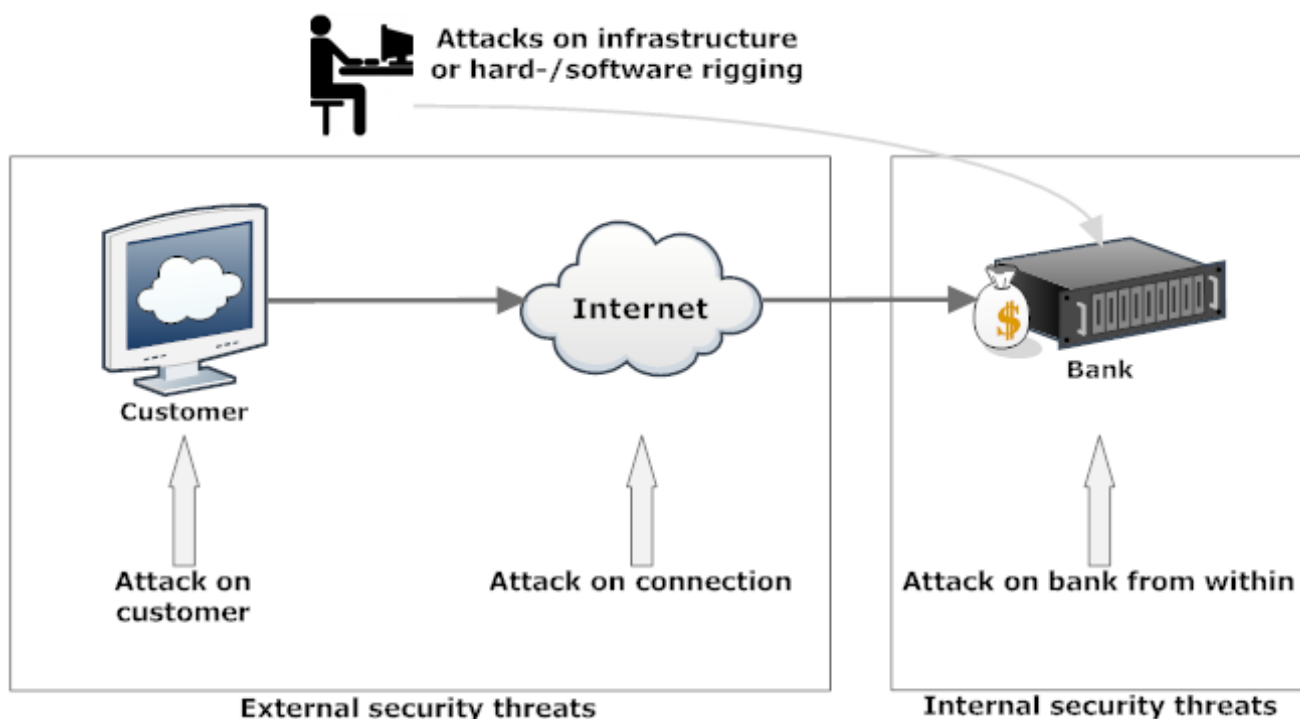 Attacks on infrastructure
or hard-/software rigging
Internet
$
Bank
Customer
Attack on
customer
Attack on connection
Attack on bank from within
External security threats
Internal security threats